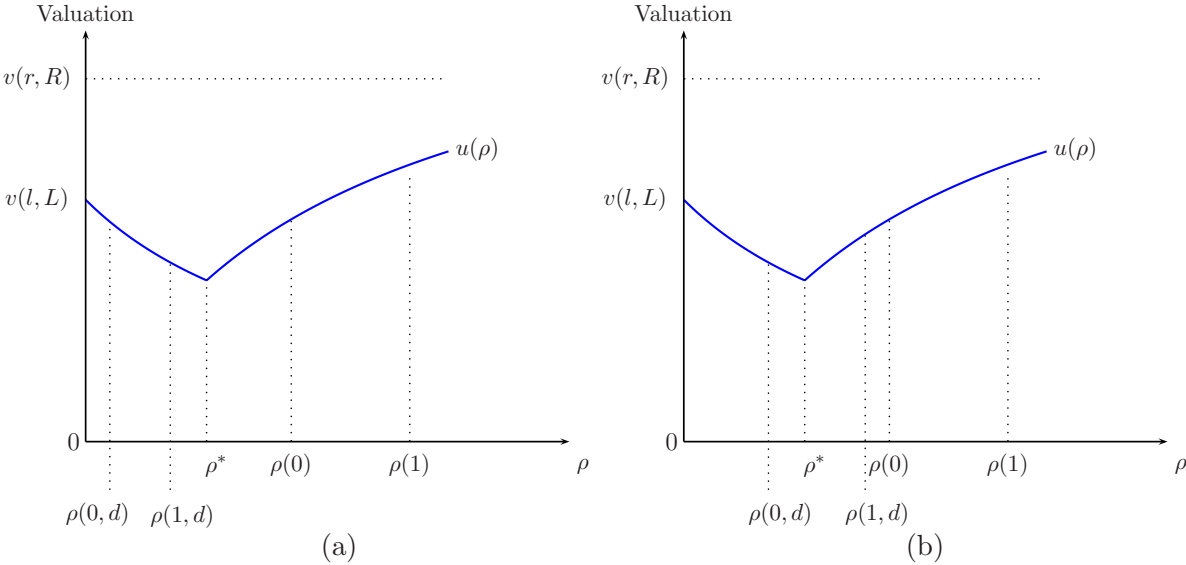 Valuation
v(r, R)
u(ρ)
v(l, L)
0
ρ* ρ(0) ρ(1) ρ
ρ(0, d) ρ(1, d)
(a)
Valuation
v(r, R)
u(ρ)
v(l, L)
0
ρ* ρ(0) ρ(1) ρ
ρ(0, d) ρ(1, d)
(b)